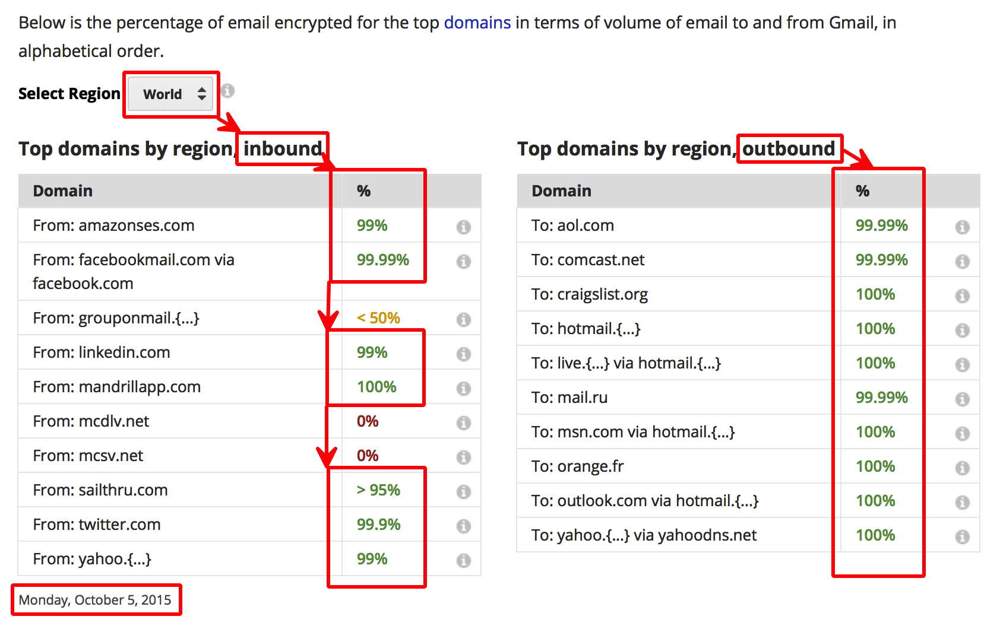 Below is the percentage of email encrypted for the top domains in terms of volume of email to and from Gmail, in
alphabetical order.
Select Region World
Top domains by region, inbound
Domain %
From: amazonses.com 99%
From: facebookmail.com via 99.99%
facebook.com
From: grouponmail.{...} < 50%
From: linkedin.com 99%
From: mandrillapp.com 100%
From: mcdlv.net 0%
From: mcsv.net 0%
From: sailthru.com > 95%
From: twitter.com 99.9%
From: yahoo.{...} 99%
Monday, October 5, 2015
Top domains by region, outbound
Domain %
To: aol.com 99.99%
To: comcast.net 99.99%
To: craigslist.org 100%
To: hotmail.{...} 100%
To: live.{...} via hotmail.{...} 100%
To: mail.ru 99.99%
To: msn.com via hotmail.{...} 100%
To: orange.fr 100%
To: outlook.com via hotmail.{...} 100%
To: yahoo.{...} via yahoodns.net 100%